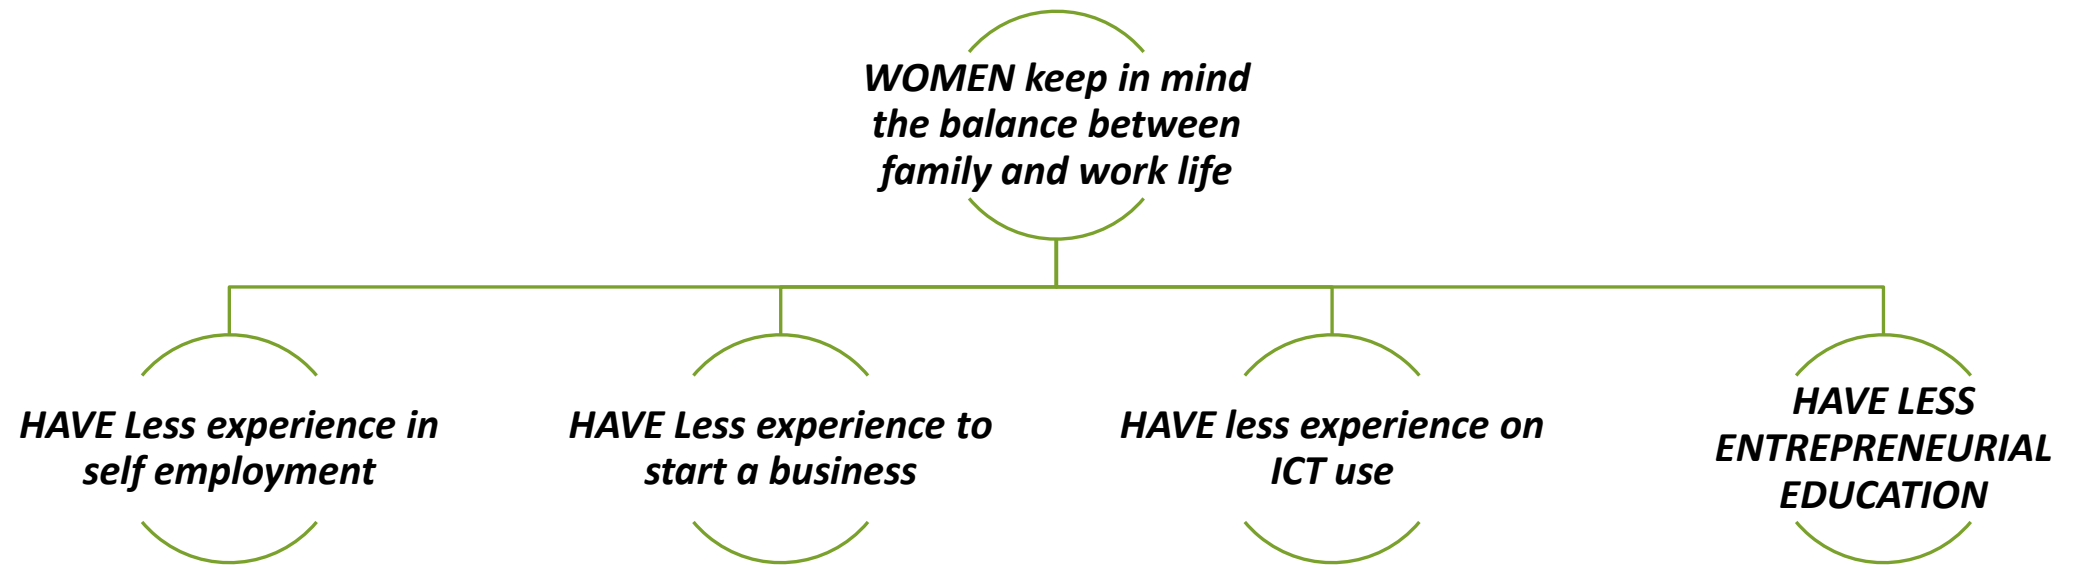 WOMEN keep in mind
the balance between
family and work life
HAVE Less experience in
self employment
HAVE Less experience to
start a business
HAVE less experience on
ICT use
HAVE LESS
ENTREPRENEURIAL
EDUCATION